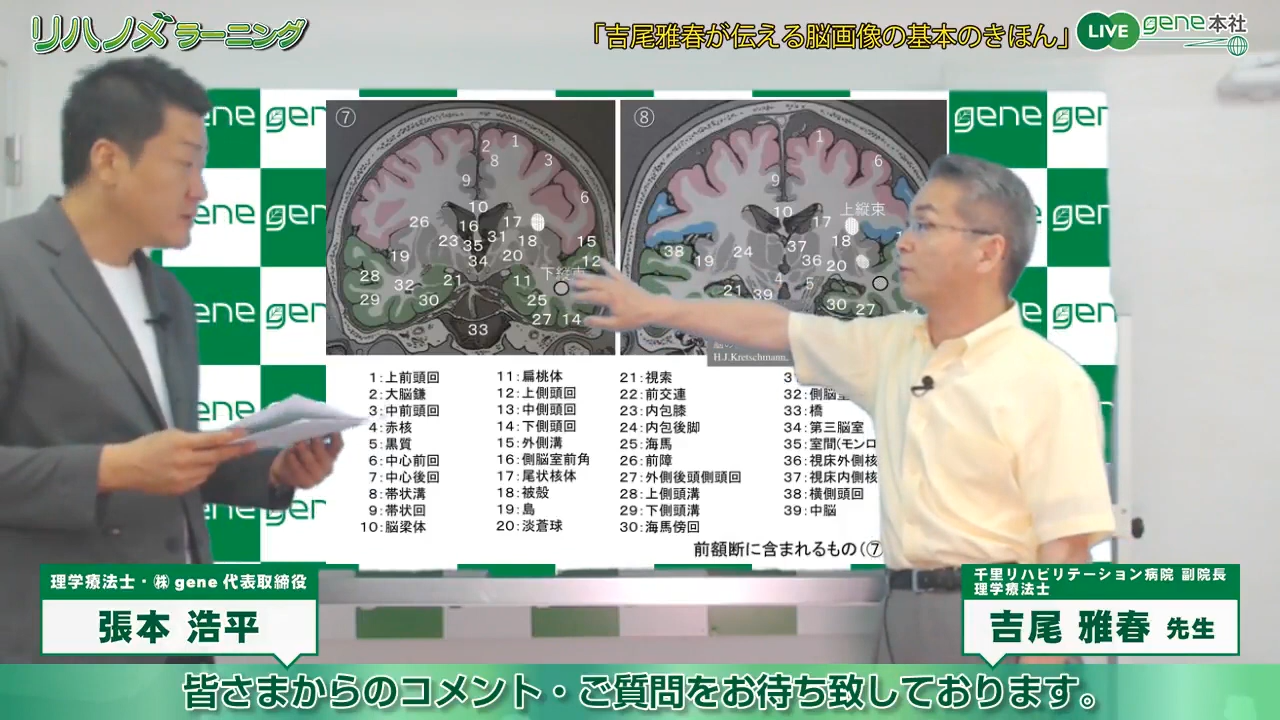 リハノメラーニング
「吉尾雅春が伝える脳画像の基本のきほん」
LIVE
gene本社
gene gene
gene gene
⑦
⑧
上縦束
下縦束
H.J.Kretschmann,
1:上前頭回
2:大脳鎌
3:中前頭回
4:赤核
5:黒質
6:中心前回
7:中心後回
8:帯状溝
9:帯状回
10:脳梁体
11:扁桃体
12:上側頭回
13:中側頭回
14:下側頭回
15:外側溝
16:側脳室前角
17:尾状核体
18:被殻
19:島
20:淡蒼球
21:視索
22:前交連
23:内包膝
24:内包後脚
25:海馬
26:前障
27:外側後頭側頭回
28:上側頭溝
29:下側頭溝
30:海馬傍回
32:側脳室
33:橋
34:第三脳室
35:室間(モンロ
36:視床外側核
37:視床内側核
38:横側頭回
39:中脳
前額断に含まれるもの(⑦
理学療法士・㈱gene代表取締役
張本 浩平
千里リハビリテーション病院 副院長
理学療法士
吉尾 雅春 先生
皆さまからのコメント・ご質問をお待ち致しております。